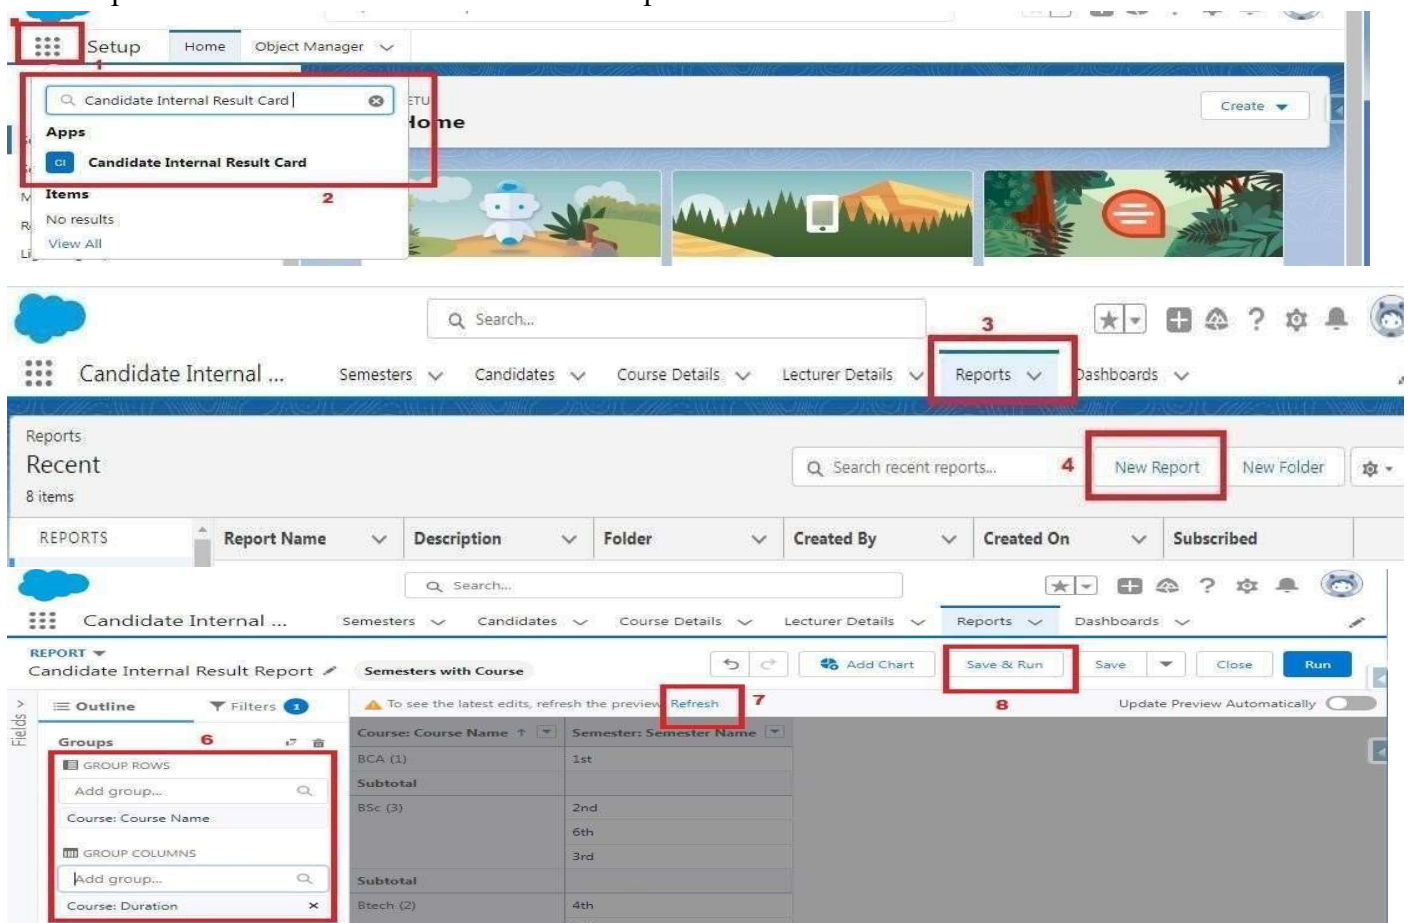 Setup Home Object Manager
1
Candidate Internal Result Card
Apps
CI Candidate Internal Result Card
2
Items
No results
View All
Home
Create
Search...
3
Candidate Internal ... Semesters Candidates Course Details Lecturer Details Reports Dashboards
Reports
Recent
8 items
Search recent reports... 4 New Report New Folder
REPORTS Report Name Description Folder Created By Created On Subscribed
Search...
Candidate Internal ... Semesters Candidates Course Details Lecturer Details Reports Dashboards
REPORT
Candidate Internal Result Report Semesters with Course Add Chart Save & Run Save Close Run
Fields
Outline Filters 1
To see the latest edits, refresh the preview. Refresh 7 8 Update Preview Automatically
Groups 6
GROUP ROWS
Add group...
Course: Course Name
GROUP COLUMNS
Add group...
Course: Duration
Course: Course Name Semester: Semester Name
BCA (1) 1st
Subtotal
BSc (3) 2nd
6th
3rd
Subtotal
Btech (2) 4th